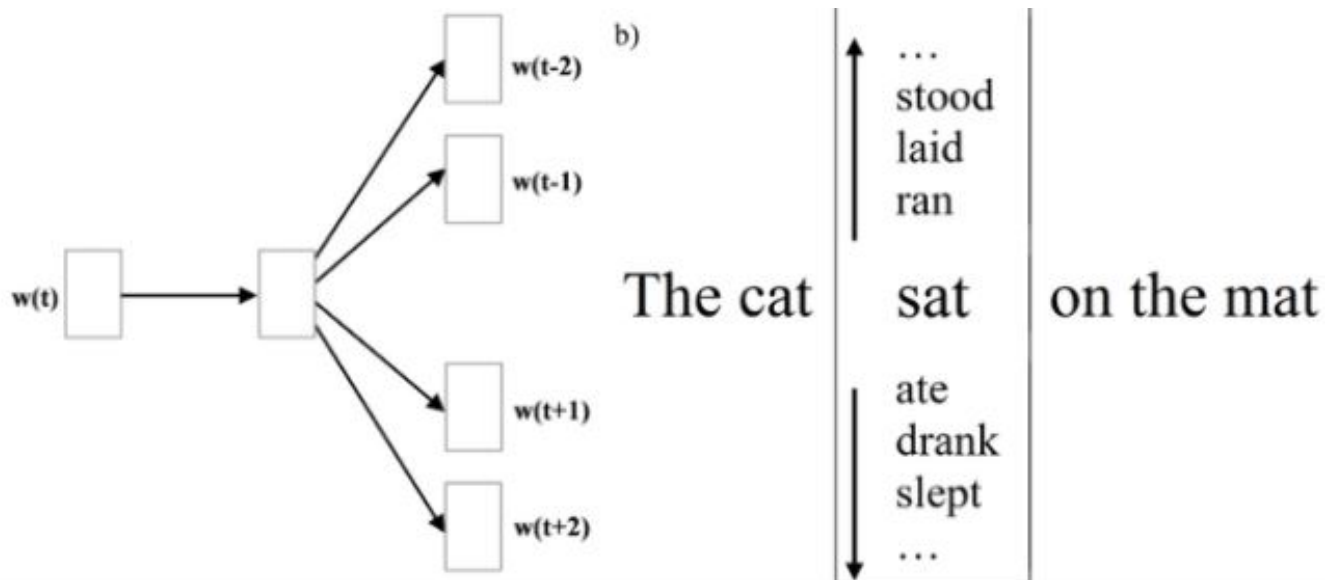 w(t)
w(t-2)
w(t-1)
w(t+1)
w(t+2)
b)
…
stood
laid
ran
The cat sat on the mat
ate
drank
slept
…